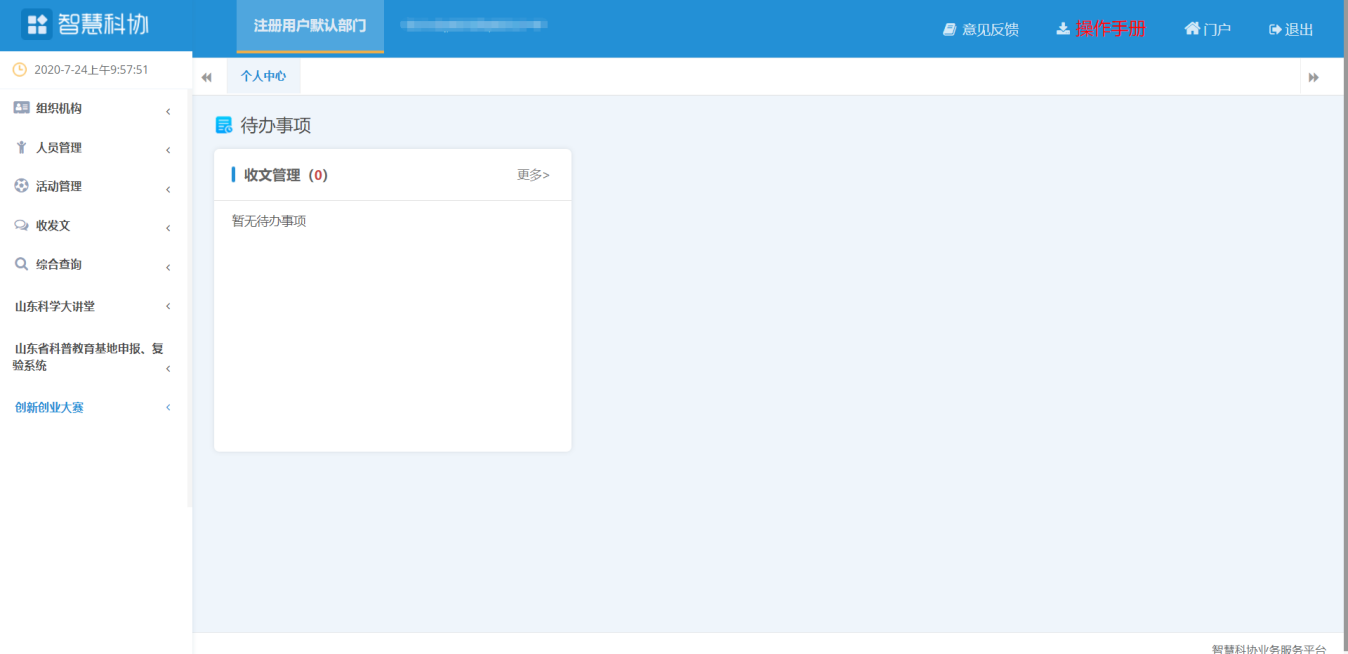 智慧科协
注册用户默认部门
意见反馈
操作手册
门户
退出
2020-7-24上午9:57:51
个人中心
组织机构
人员管理
活动管理
收发文
综合查询
山东科学大讲堂
山东省科普教育基地申报、复
验系统
创新创业大赛
待办事项
收文管理（0）
更多>
暂无待办事项
智慧科协业务服务平台